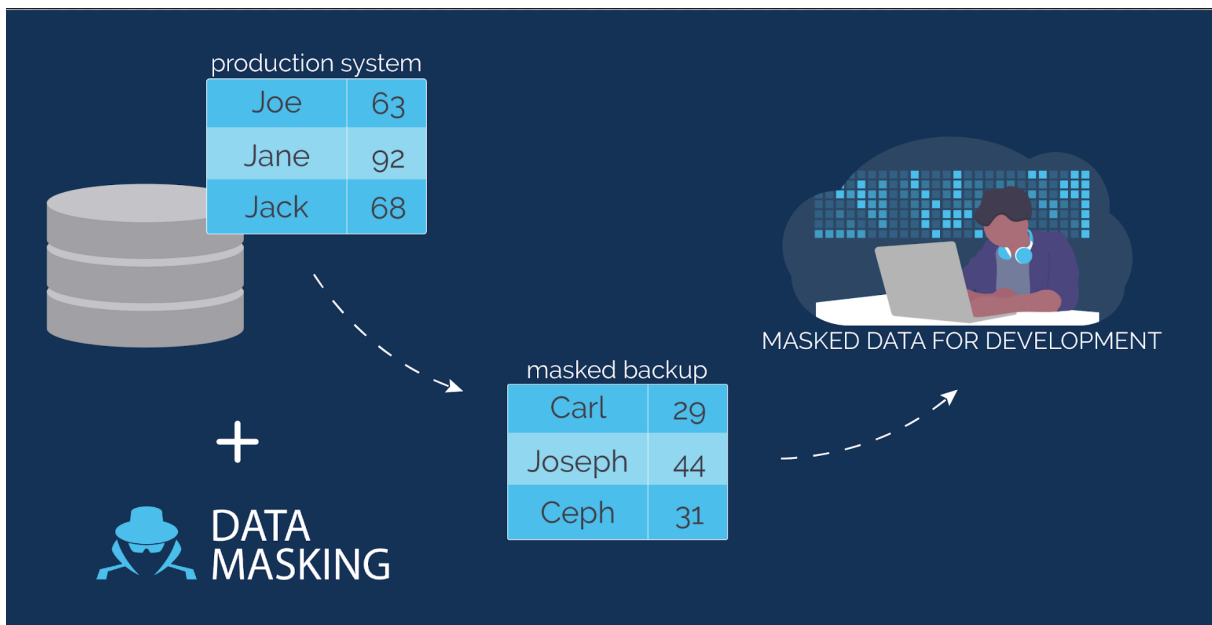 production system
Joe 63
Jane 92
Jack 68
MASKED DATA FOR DEVELOPMENT
masked backup
Carl 29
Joseph 44
Ceph 31
DATA
MASKING